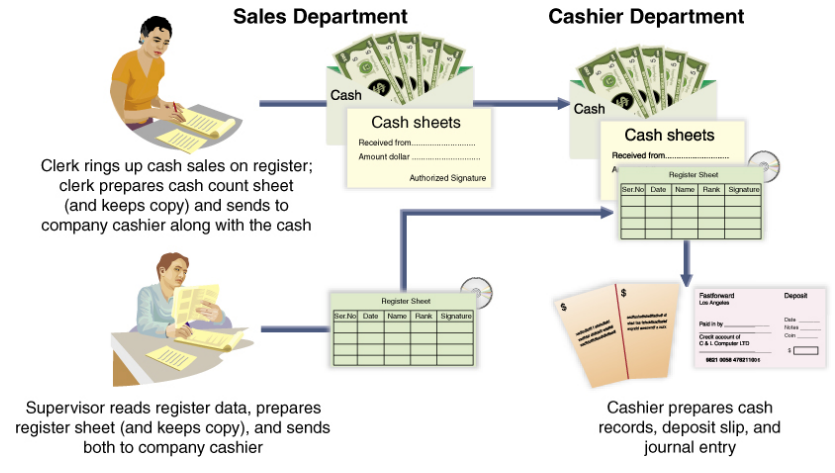 Sales Department
Cashier Department
Cash
Cash sheets
Received from
Amount dollar
Authorized Signature
Cash
Cash sheets
Received from
A
Register Sheet
Ser.No Date Name Rank Signature
Clerk rings up cash sales on register;
clerk prepares cash count sheet
(and keeps copy) and sends to
company cashier along with the cash
Register Sheet
Ser.No Date Name Rank Signature
$
$
Fastforward Deposit
Los Angeles
Paid in by
Date
Notes
Coin
Credit account of
C & L Computer LTD
$
Supervisor reads register data, prepares
register sheet (and keeps copy), and sends
both to company cashier
Cashier prepares cash
records, deposit slip, and
journal entry